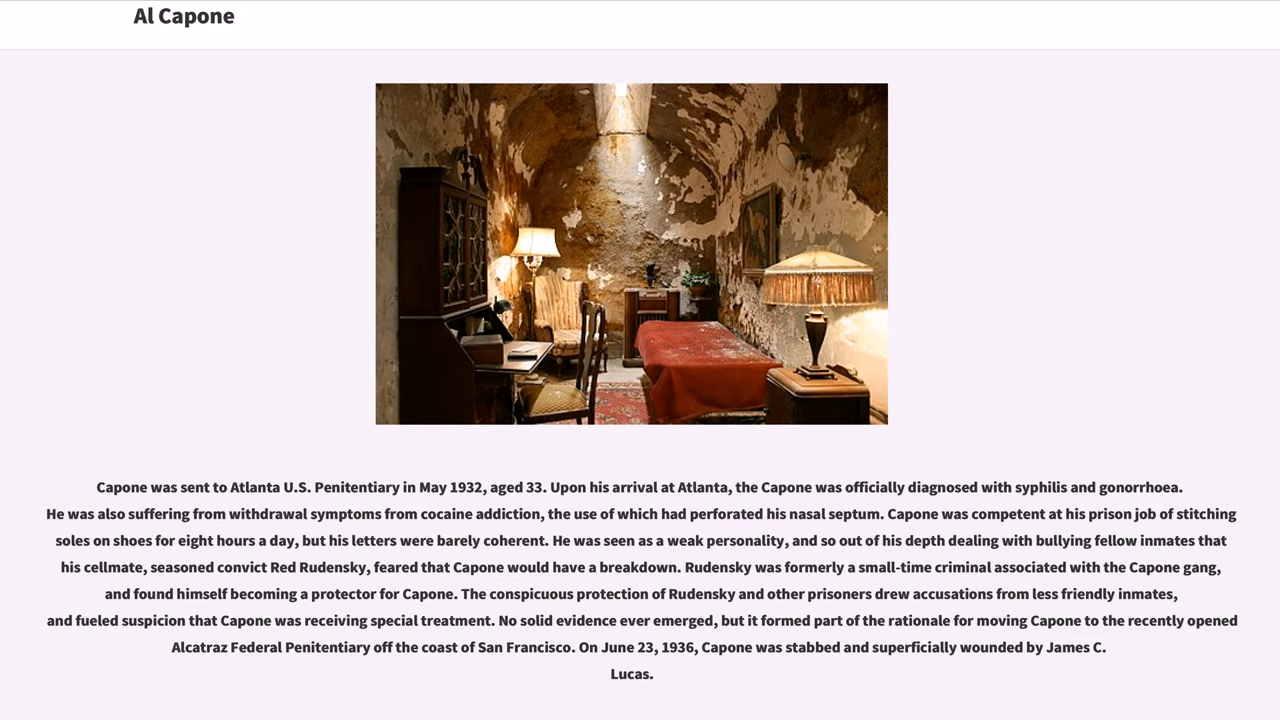 Al Capone
Capone was sent to Atlanta U.S. Penitentiary in May 1932, aged 33. Upon his arrival at Atlanta, the Capone was officially diagnosed with syphilis and gonorrhoea.
He was also suffering from withdrawal symptoms from cocaine addiction, the use of which had perforated his nasal septum. Capone was competent at his prison job of stitching
soles on shoes for eight hours a day, but his letters were barely coherent. He was seen as a weak personality, and so out of his depth dealing with bullying fellow inmates that
his cellmate, seasoned convict Red Rudensky, feared that Capone would have a breakdown. Rudensky was formerly a small-time criminal associated with the Capone gang,
and found himself becoming a protector for Capone. The conspicuous protection of Rudensky and other prisoners drew accusations from less friendly inmates,
and fueled suspicion that Capone was receiving special treatment. No solid evidence ever emerged, but it formed part of the rationale for moving Capone to the recently opened
Alcatraz Federal Penitentiary off the coast of San Francisco. On June 23, 1936, Capone was stabbed and superficially wounded by James C.
Lucas.